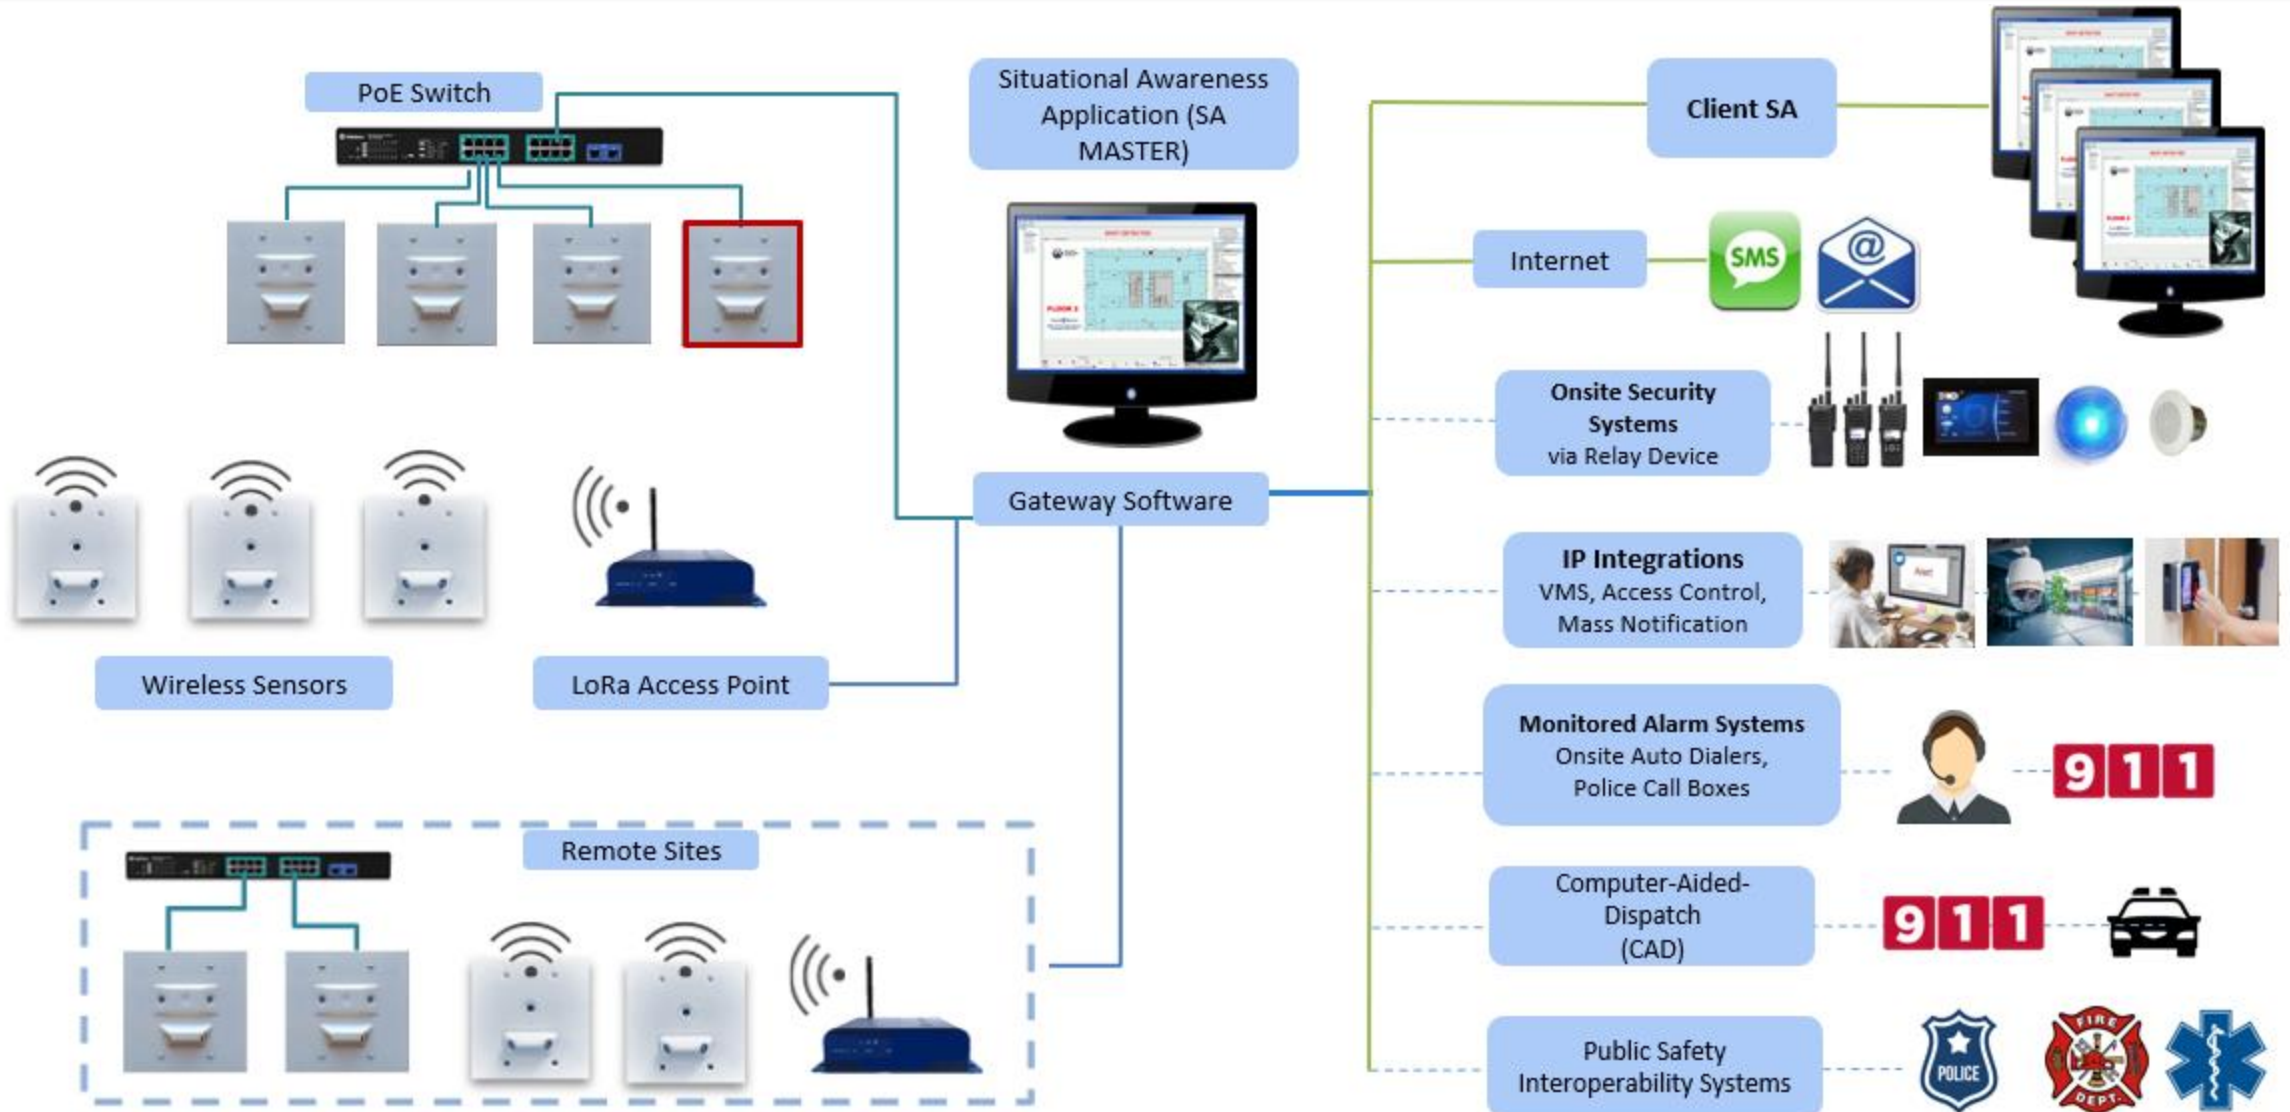 PoE Switch
Situational Awareness
Application (SA
MASTER)
Client SA
Internet
SMS
@
Onsite Security
Systems
via Relay Device
Gateway Software
IP Integrations
VMS, Access Control,
Mass Notification
Alert
Wireless Sensors
LoRa Access Point
Monitored Alarm Systems
Onsite Auto Dialers,
Police Call Boxes
911
Remote Sites
Computer-Aided-
Dispatch
(CAD)
911
Public Safety
Interoperability Systems
POLICE
FIRE
DEPT.